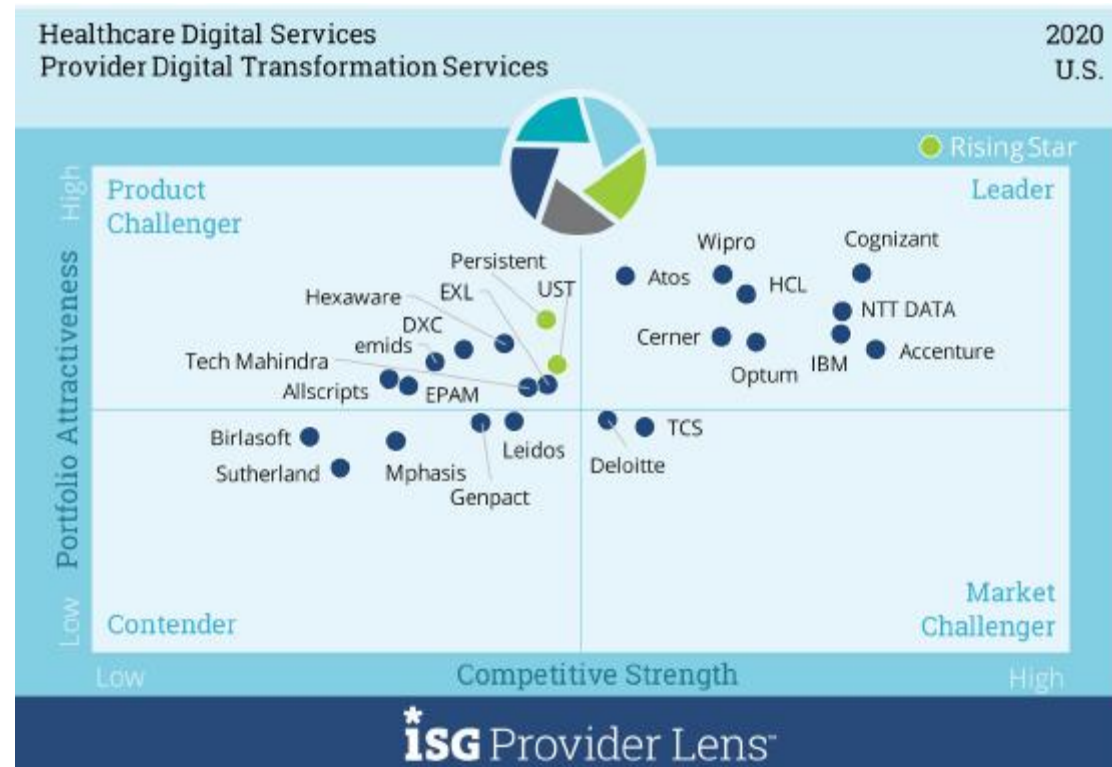 Healthcare Digital Services
Provider Digital Transformation Services
2020
U.S.
Rising Star
High
Portfolio Attractiveness
Low
Product
Challenger
Leader
Wipro
Cognizant
Persistent
Atos
HCL
UST
EXL
Hexaware
NTT DATA
DXC
Cerner
emids
IBM
Accenture
Tech Mahindra
Optum
Allscripts
EPAM
Birlasoft
Leidos
TCS
Sutherland
Mphasis
Deloitte
Genpact
Contender
Market
Challenger
Low
Competitive Strength
High
iSG Provider Lens™